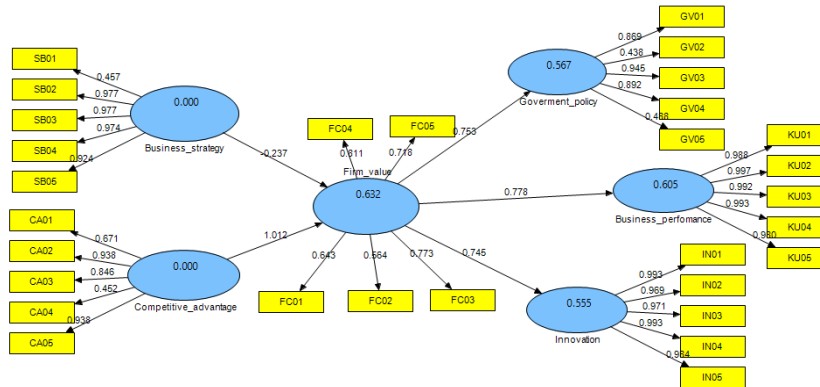 SB01
SB02
SB03
SB04
SB05
0.457
0.977
0.977
0.974
0.924
0.000
Business_strategy
-0.237
CA01
CA02
CA03
CA04
CA05
0.671
0.938
0.846
0.452
0.938
0.000
Competitive_advantage
1.012
FC04
FC05
0.811
0.718
Firm_value
0.632
0.643
0.564
0.773
FC01
FC02
FC03
0.753
0.778
0.745
0.567
Goverment_policy
0.869
0.438
0.945
0.892
0.488
GV01
GV02
GV03
GV04
GV05
0.605
Business_perfomance
0.988
0.997
0.992
0.993
0.980
KU01
KU02
KU03
KU04
KU05
0.555
Innovation
0.993
0.969
0.971
0.993
0.984
IN01
IN02
IN03
IN04
IN05